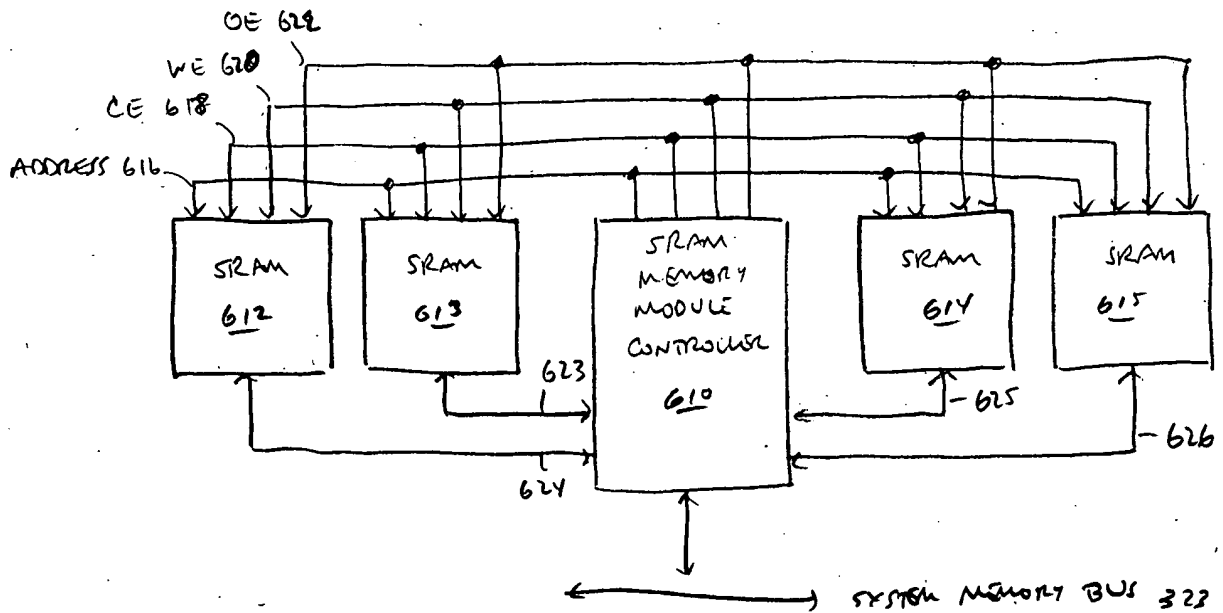 OE 622
WE 620
CE 618
ADDRESS 616
SRAM
612
SRAM
613
SRAM
MEMORY
MODULE
CONTROLLER
610
SRAM
614
SRAM
615
623
624
625
626
SYSTEM MEMORY BUS 323